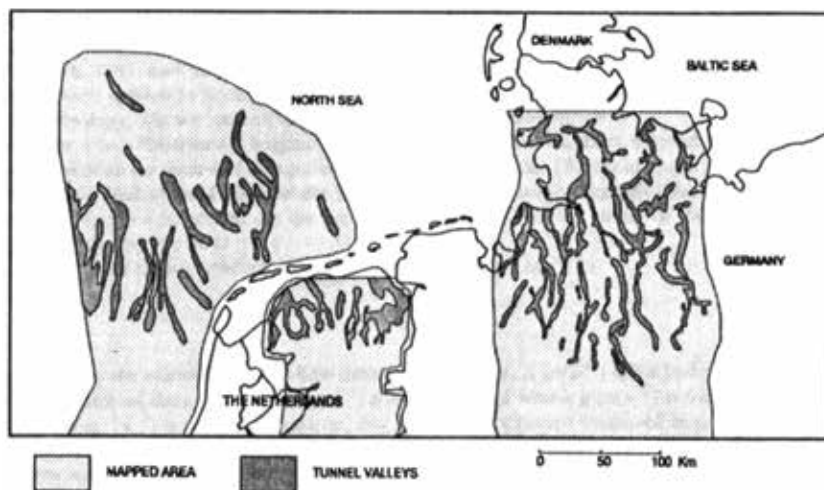 DENMARK
BALTIC SEA
NORTH SEA
GERMANY
THE NETHERLANDS
MAPPED AREA
TUNNEL VALLEYS
0 50 100 Km